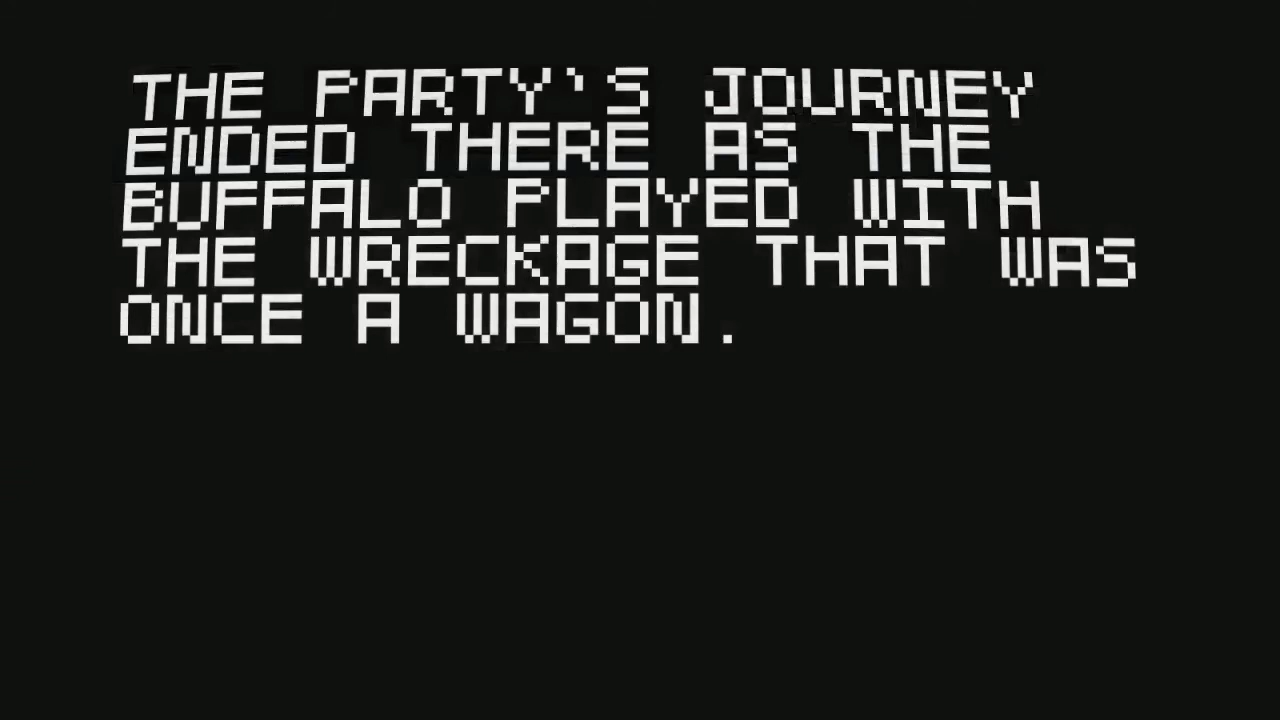 THE PARTY'S JOURNEY
ENDED THERE AS THE
BUFFALO PLAYED WITH
THE WRECKAGE THAT WAS
ONCE A WAGON.